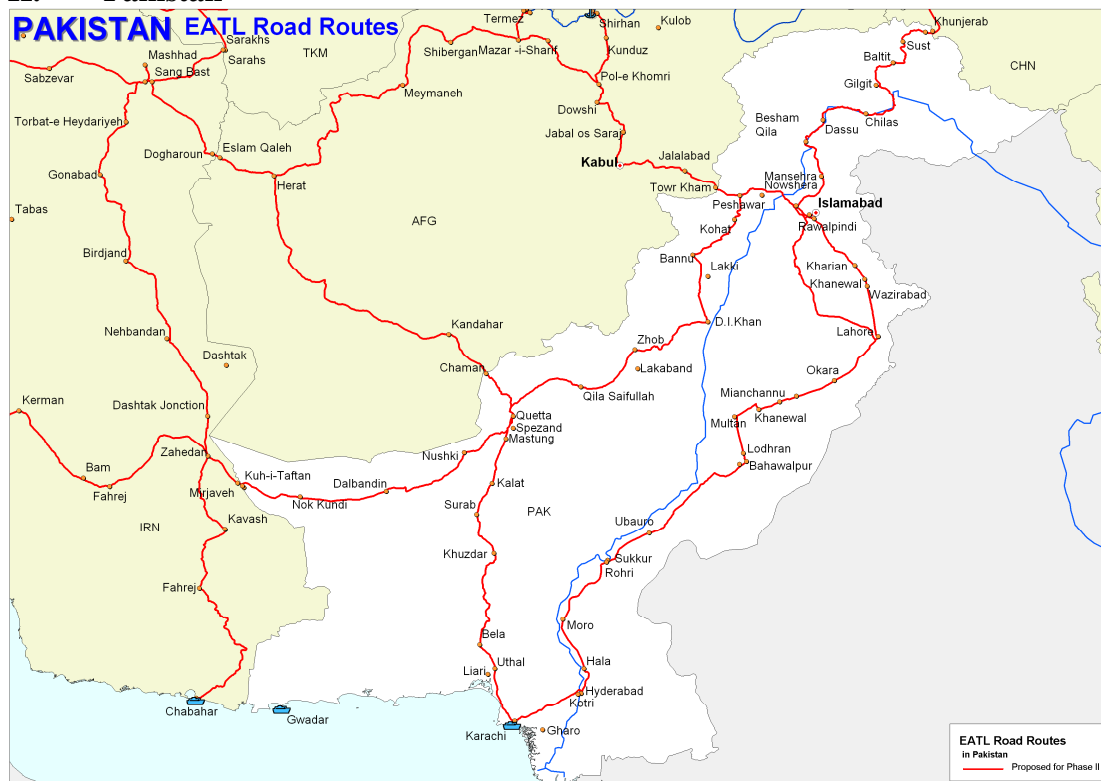 PAKISTAN EATL Road Routes
Termez
Shirhan
Kulob
Khunjerab
Sarakhs
Sarahs
TKM
Shibergan
Mazar -i-Sharif
Kunduz
Sust
Baltit
CHN
Mashhad
Sabzevar
Sang Bast
Pol-e Khomri
Gilgit
Meymaneh
Dowshi
Torbat-e Heydariyeh
Jabal os Saraj
Besham
Qila
Dassu
Chilas
Dogharoun
Eslam Qaleh
Kabul
Jalalabad
Gonabad
Herat
Towr Kham
Mansehra
Nowshera
Peshawar
Islamabad
Tabas
AFG
Kohat
Rawalpindi
Birdjand
Bannu
Lakki
Kharian
Khanewal
Wazirabad
Nehbandan
Kandahar
D.I.Khan
Lahore
Dashtak
Zhob
Chaman
Lakaband
Okara
Kerman
Qila Saifullah
Mianchannu
Dashtak Jonction
Quetta
Khanewal
Multan
Spezand
Mastung
Zahedan
Nushki
Lodhran
Bahawalpur
Bam
Kuh-i-Taftan
Fahrej
Mirjaveh
Dalbandin
Kalat
Nok Kundi
Surab
PAK
IRN
Kavash
Ubauro
Khuzdar
Sukkur
Rohri
Fahrej
Moro
Bela
Uthal
Hala
Liari
Hyderabad
Kotri
Chabahar
Gwadar
Karachi
Gharo
EATL Road Routes
in Pakistan
Proposed for Phase II